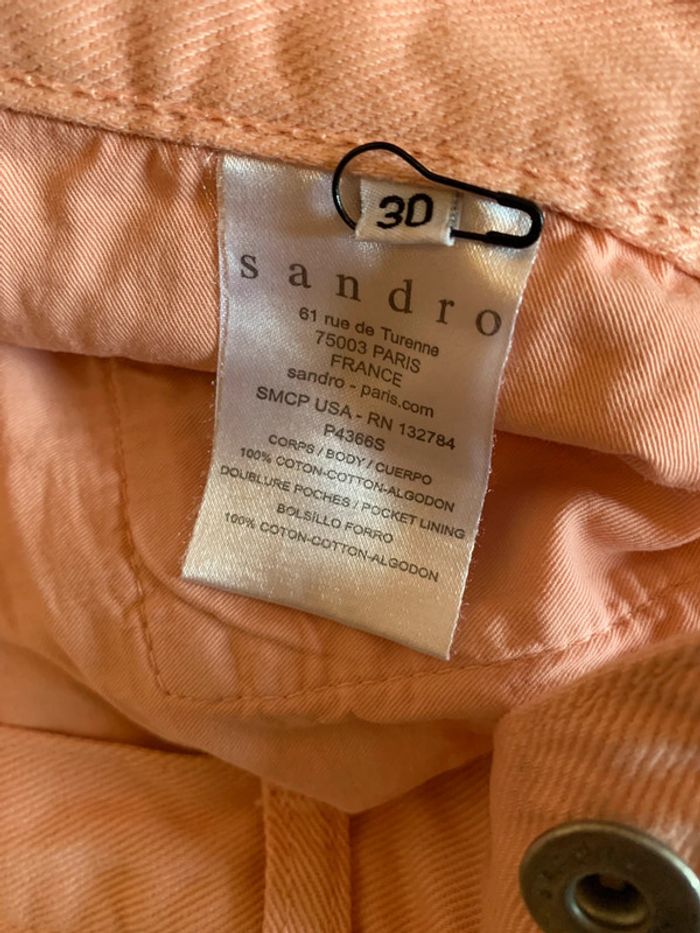 30
sandro
61 rue de Turenne
75003 PARIS
FRANCE
sandro - paris.com
SMCP USA - RN 132784
P4366S
CORPS / BODY / CUERPO
100% COTON-COTTON-ALGODON
DOUBLURE POCHES / POCKET LINING
BOLSILLO FORRO
100% COTON-COTTON-ALGODON